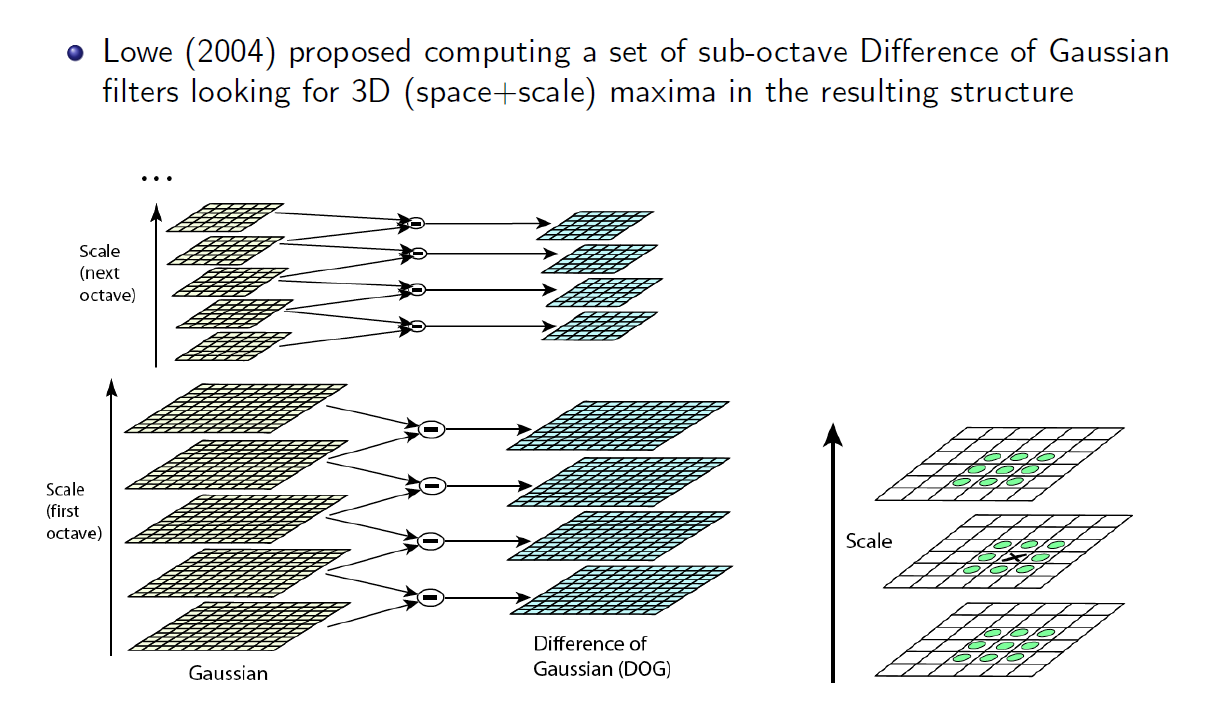 Lowe (2004) proposed computing a set of sub-octave Difference of Gaussian
filters looking for 3D (space+scale) maxima in the resulting structure
...
Scale
(next
octave)
Scale
(first
octave)
Gaussian
Difference of
Gaussian (DOG)
Scale